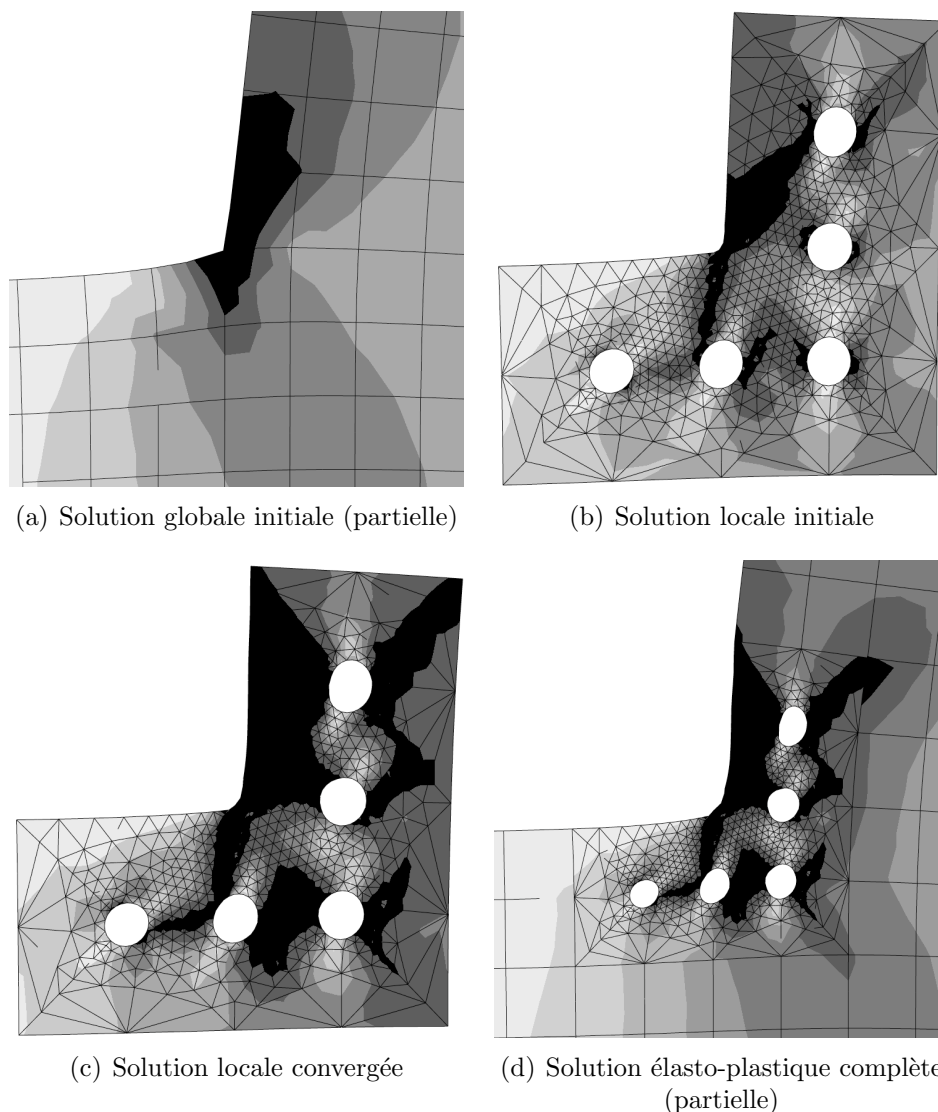 (a) Solution globale initiale (partielle)
(b) Solution locale initiale
(c) Solution locale convergée
(d) Solution élasto-plastique complète
(partielle)